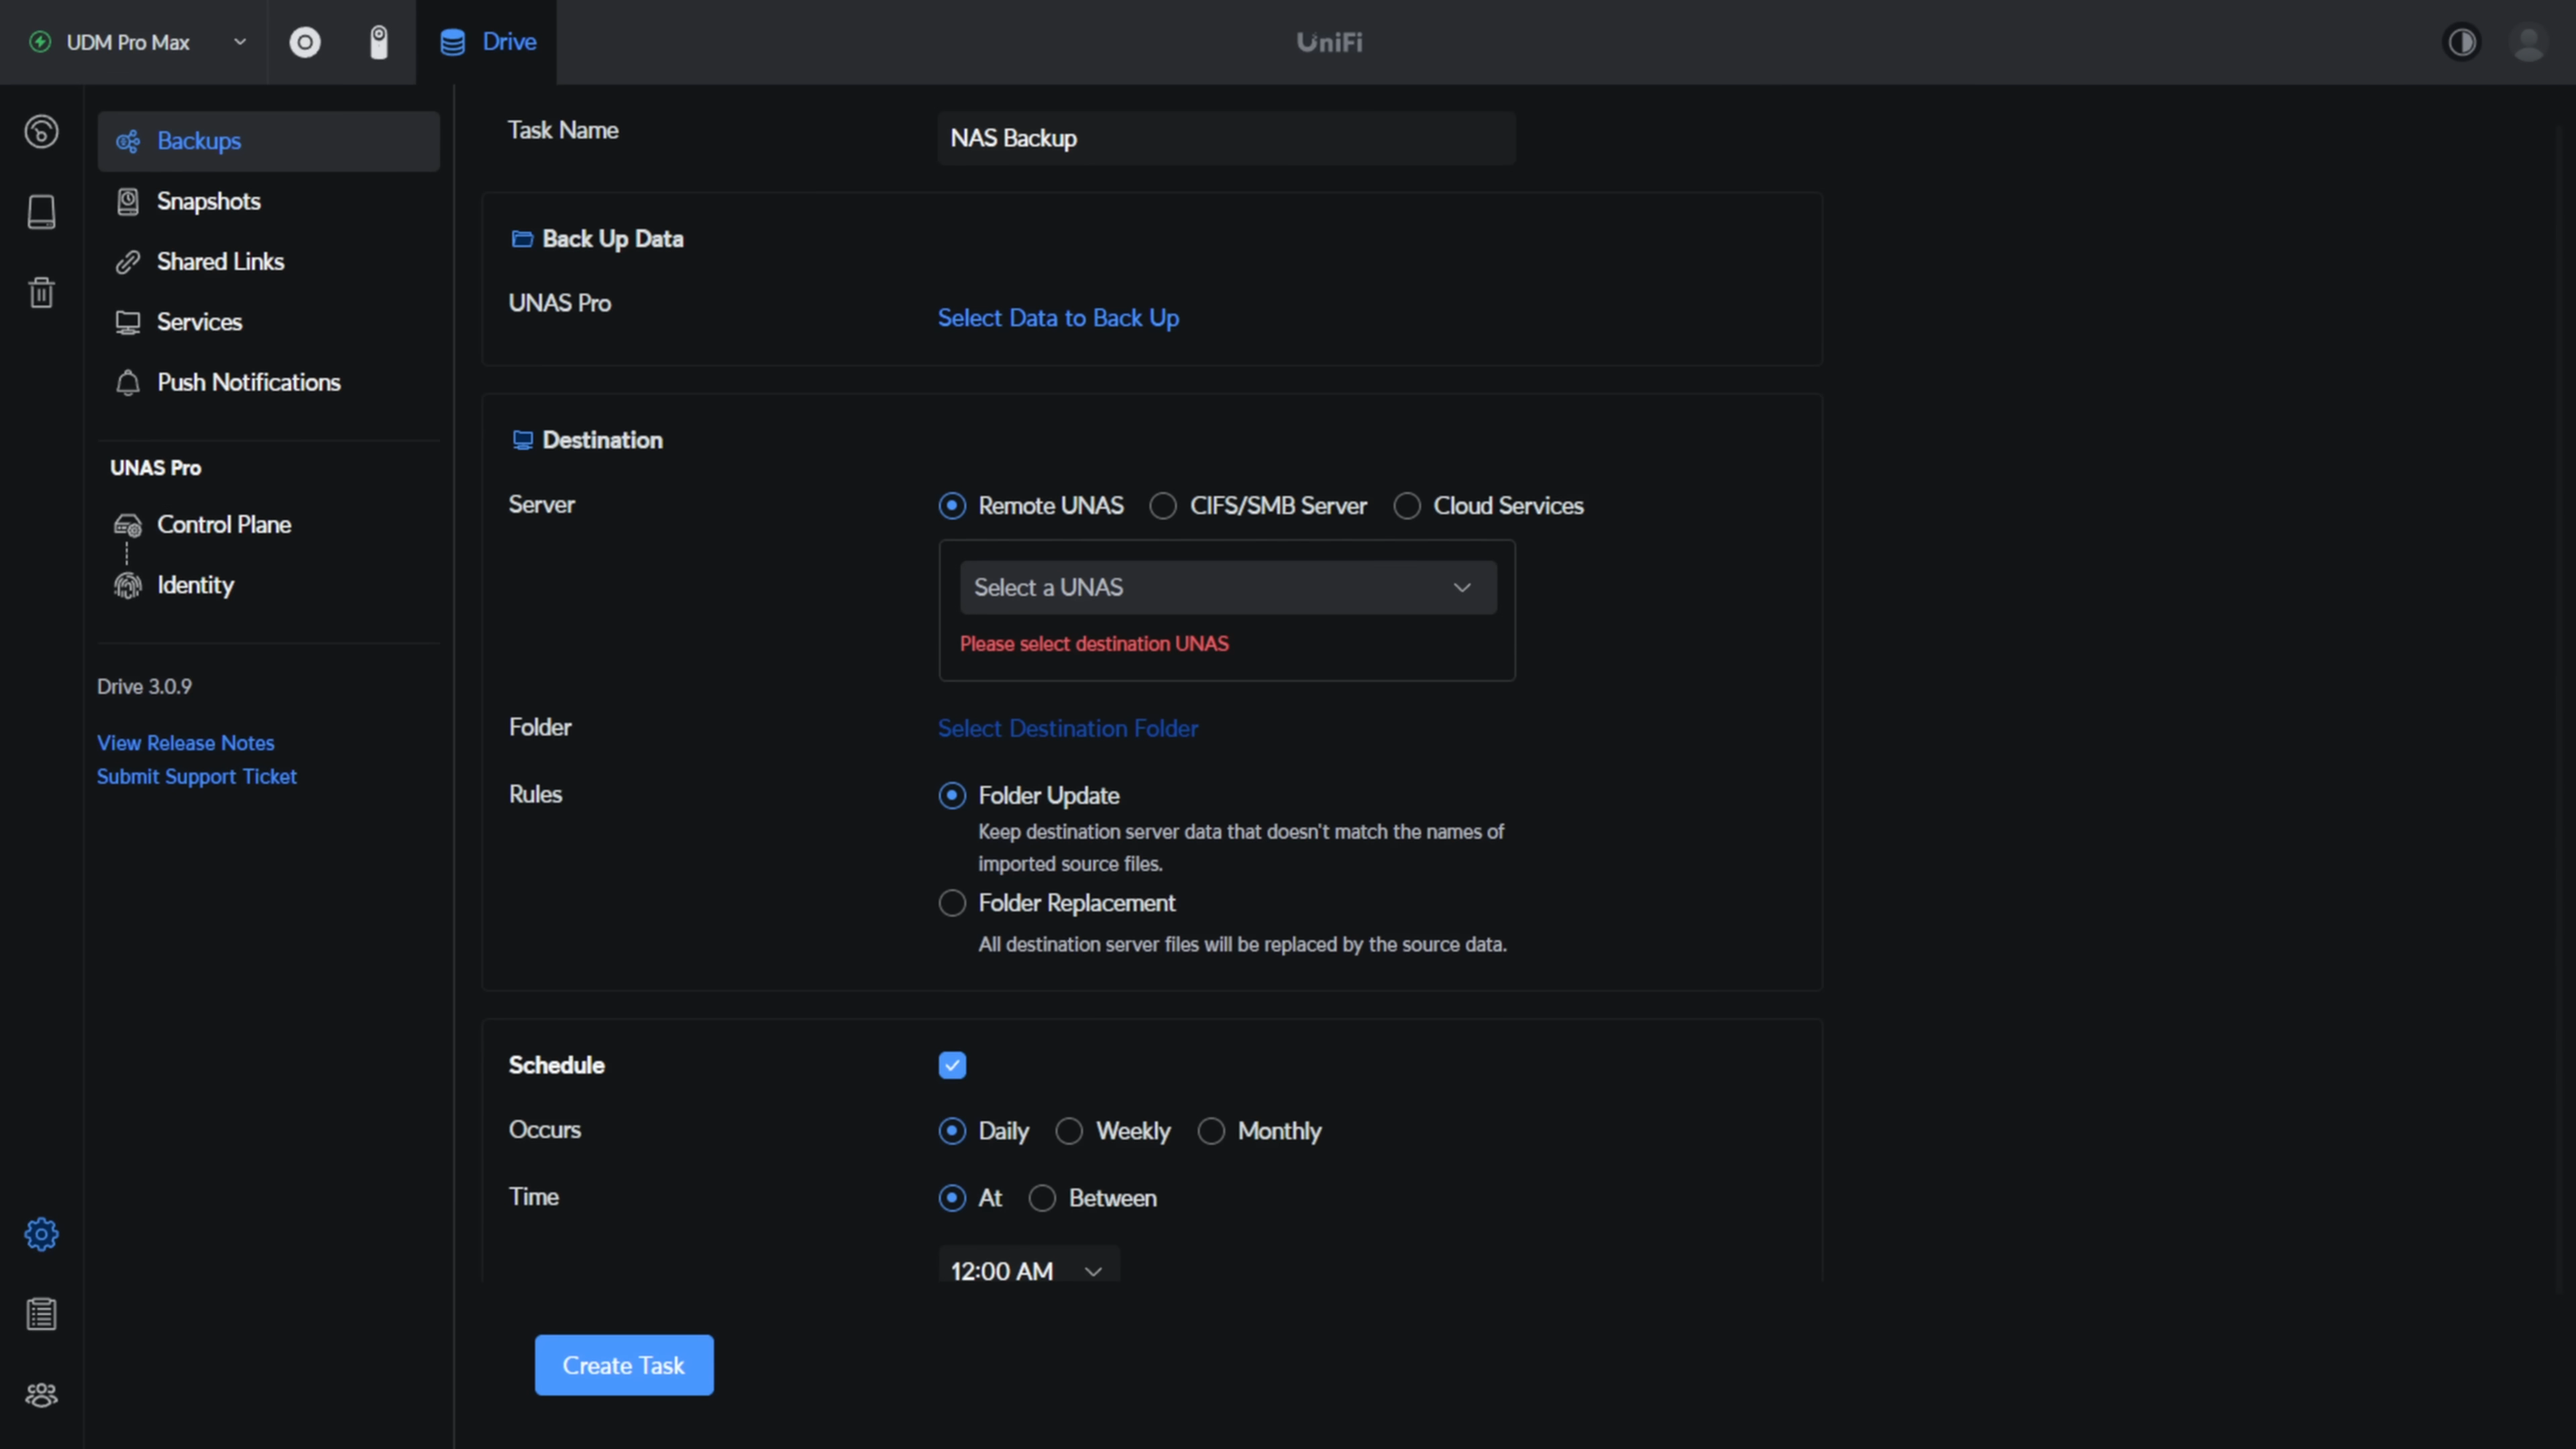 UDM Pro Max
Drive
UniFi
Backups
Snapshots
Shared Links
Services
Push Notifications
UNAS Pro
Control Plane
Identity
Drive 3.0.9
View Release Notes
Submit Support Ticket
Task Name
NAS Backup
Back Up Data
UNAS Pro
Select Data to Back Up
Destination
Server
Remote UNAS
CIFS/SMB Server
Cloud Services
Select a UNAS
Please select destination UNAS
Folder
Select Destination Folder
Rules
Folder Update
Keep destination server data that doesn't match the names of
imported source files.
Folder Replacement
All destination server files will be replaced by the source data.
Schedule
Occurs
Daily
Weekly
Monthly
Time
At
Between
12:00 AM
Create Task